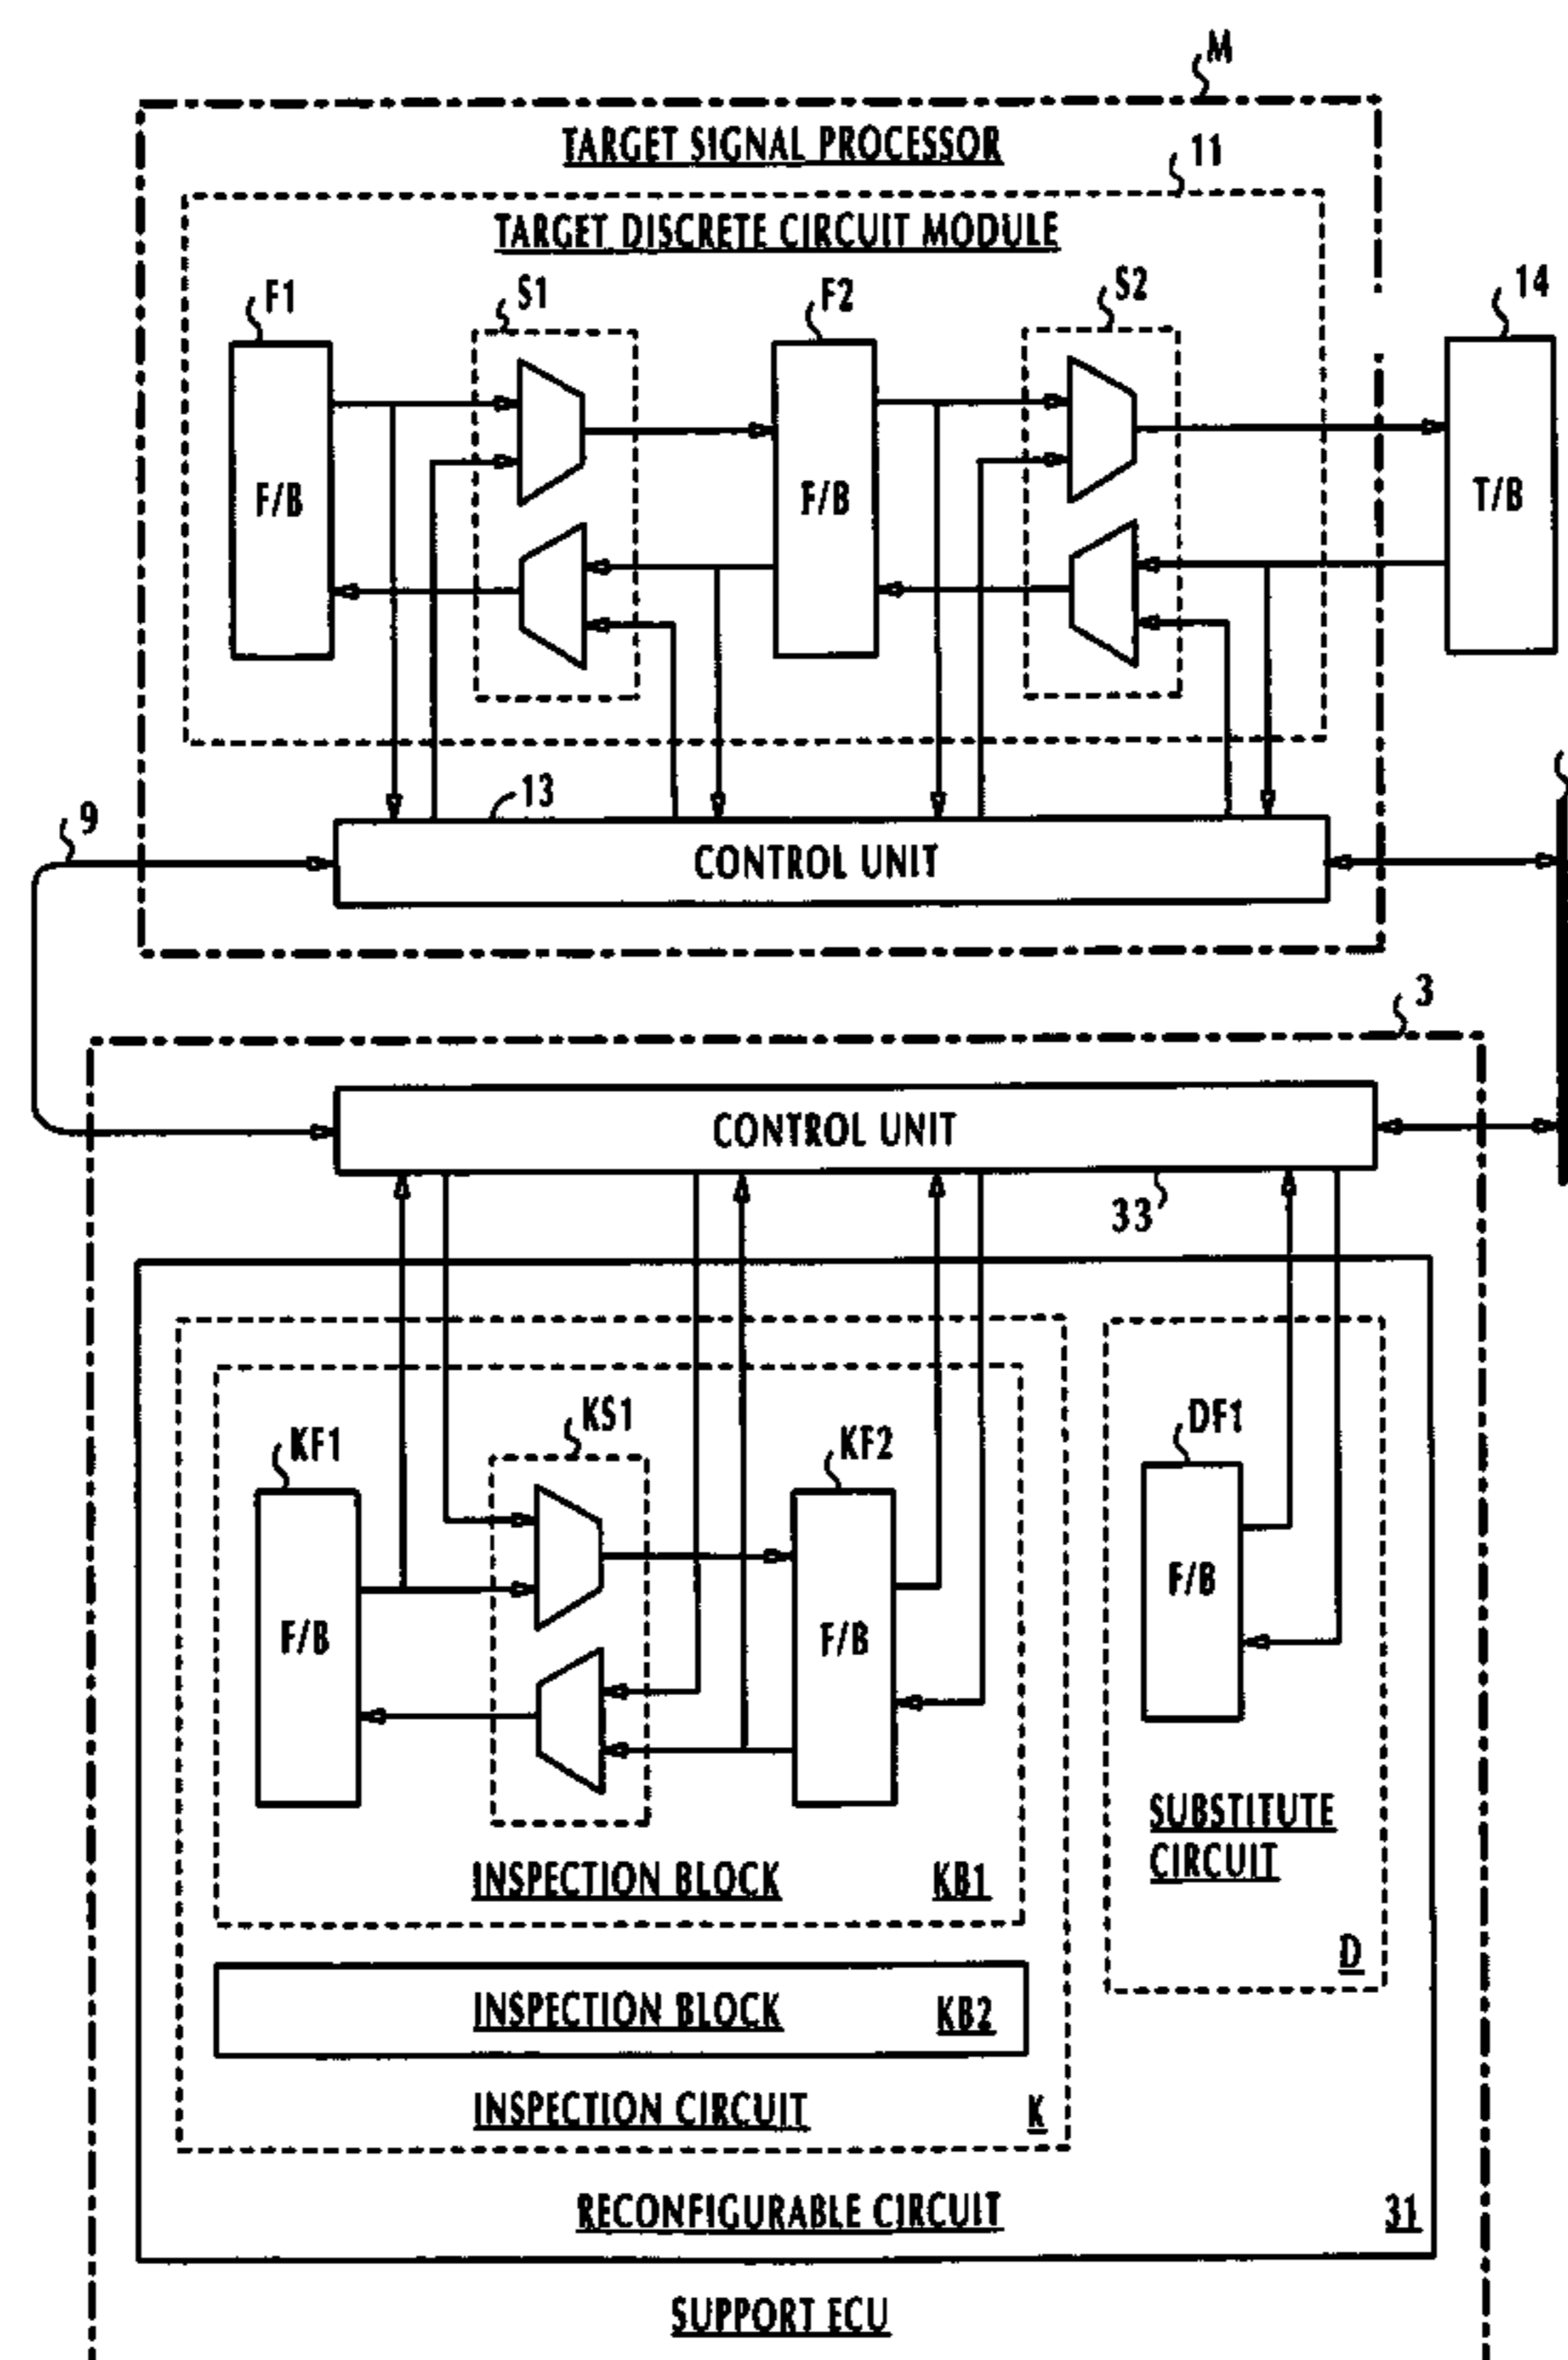 M
TARGET SIGNAL PROCESSOR
11
TARGET DISCRETE CIRCUIT MODULE
F1
S1
F2
S2
14
F/B
F/B
T/B
13
9
CONTROL UNIT
3
CONTROL UNIT
33
KF1
KS1
KF2
DF1
F/B
F/B
F/B
SUBSTITUTE
CIRCUIT
D
INSPECTION BLOCK KB1
INSPECTION BLOCK KB2
INSPECTION CIRCUIT K
RECONFIGURABLE CIRCUIT 31
SUPPORT ECU